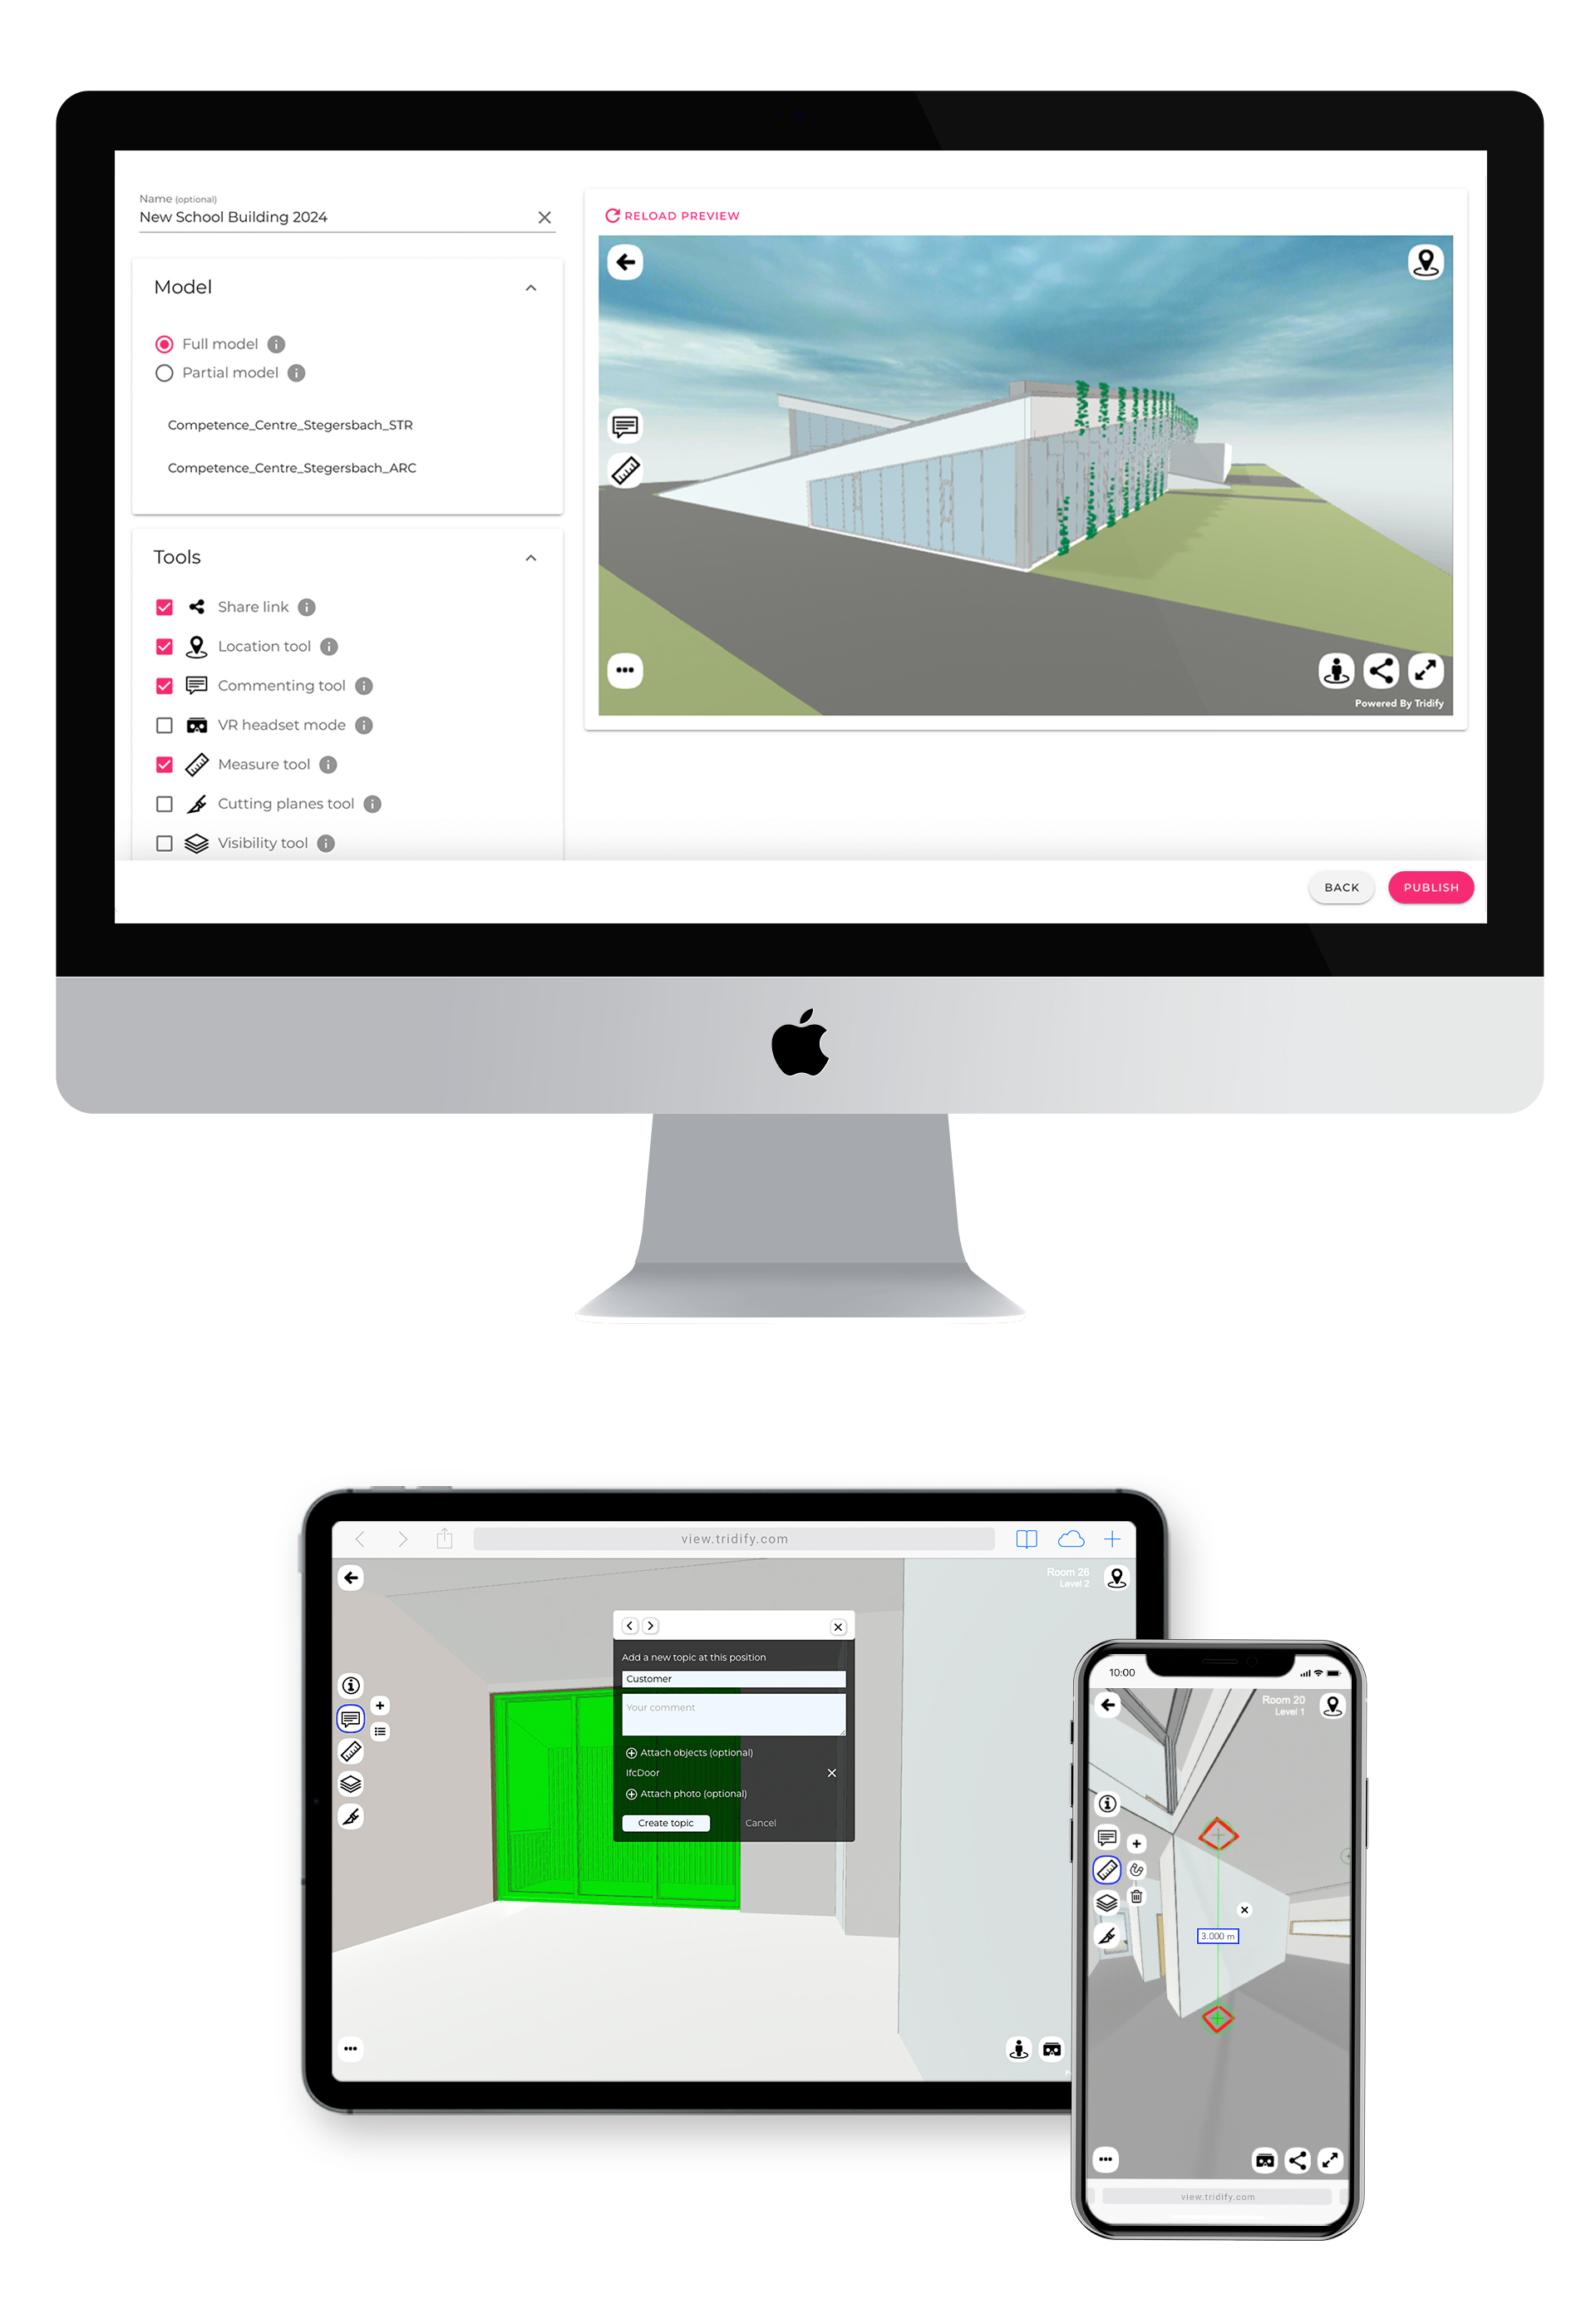 Name (optional)
New School Building 2024
Model
Full model
Partial model
Competence_Centre_Stegersbach_STR
Competence_Centre_Stegersbach_ARC
Tools
Share link
Location tool
Commenting tool
VR headset mode
Measure tool
Cutting planes tool
Visibility tool
RELOAD PREVIEW
Powered By Tridify
BACK
PUBLISH
view.tridify.com
Room 26
Level 2
Add a new topic at this position
Customer
Your comment
Attach objects (optional)
IfcDoor
Attach photo (optional)
Create topic
Cancel
10:00
Room 20
Level 1
3.000 m
view.tridify.com